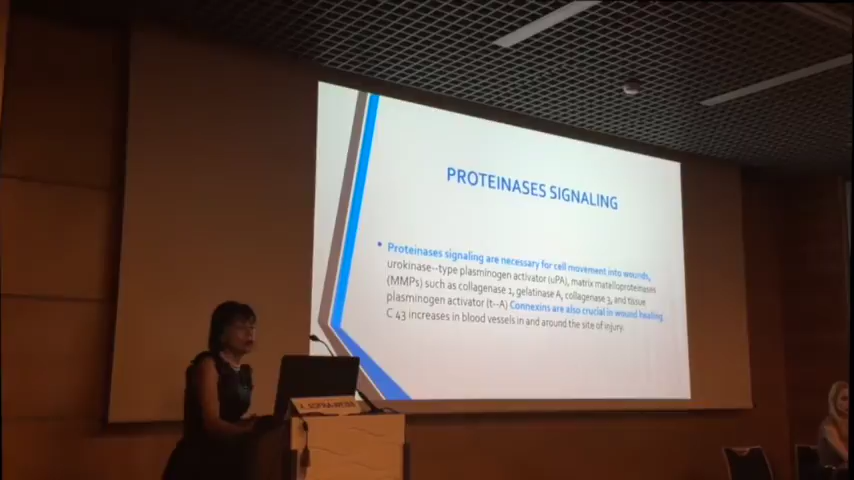 PROTEINASES SIGNALING
• Proteinases signaling are necessary for cell movement into wounds,
urokinase--type plasminogen activator (uPA), matrix matelloproteinases
(MMPs) such as collagenase 1, gelatinase A, collagenase 3, and tissue
plasminogen activator (t--A) Connexins are also crucial in wound healing
C 43 increases in blood vessels in and around the site of injury.